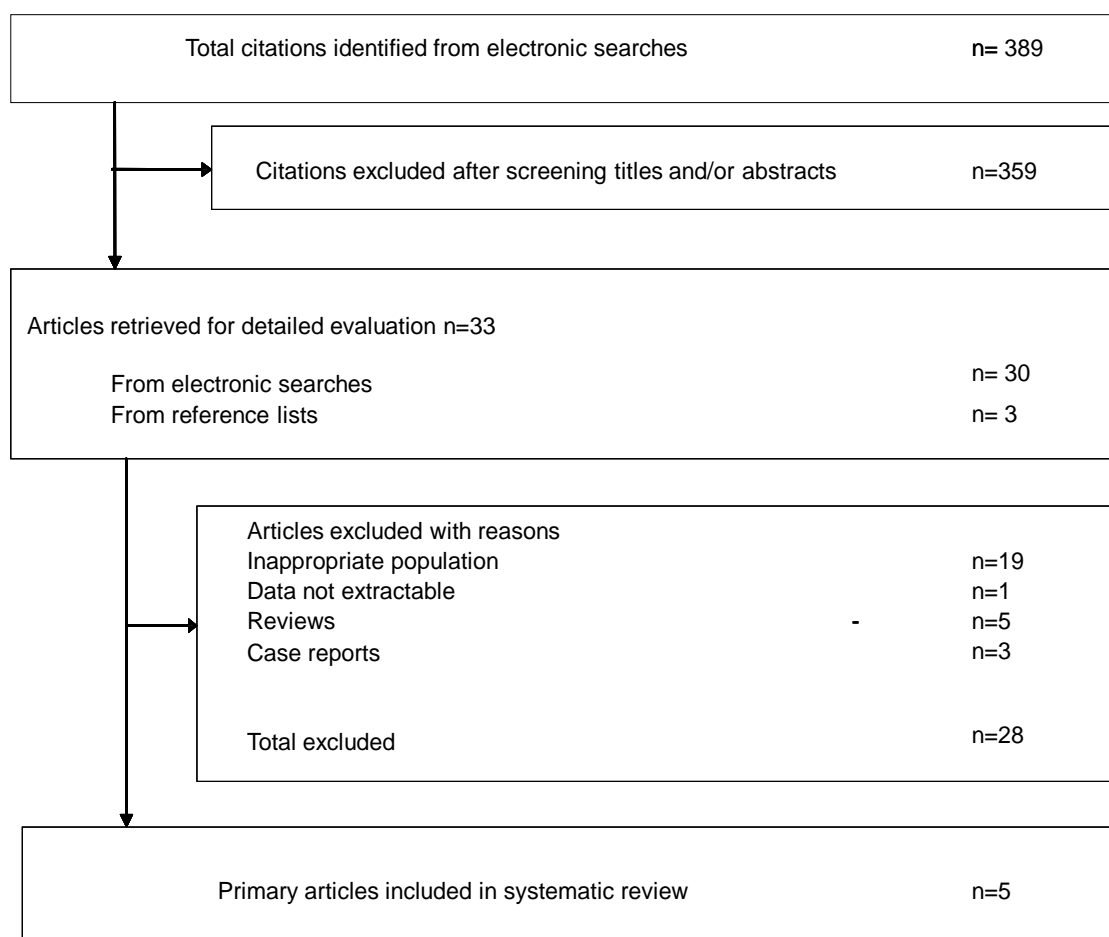 Total citations identified from electronic searches n= 389
Citations excluded after screening titles and/or abstracts n=359
Articles retrieved for detailed evaluation n=33
From electronic searches n= 30
From reference lists n= 3
Articles excluded with reasons
Inappropriate population n=19
Data not extractable n=1
Reviews - n=5
Case reports n=3
Total excluded n=28
Primary articles included in systematic review n=5